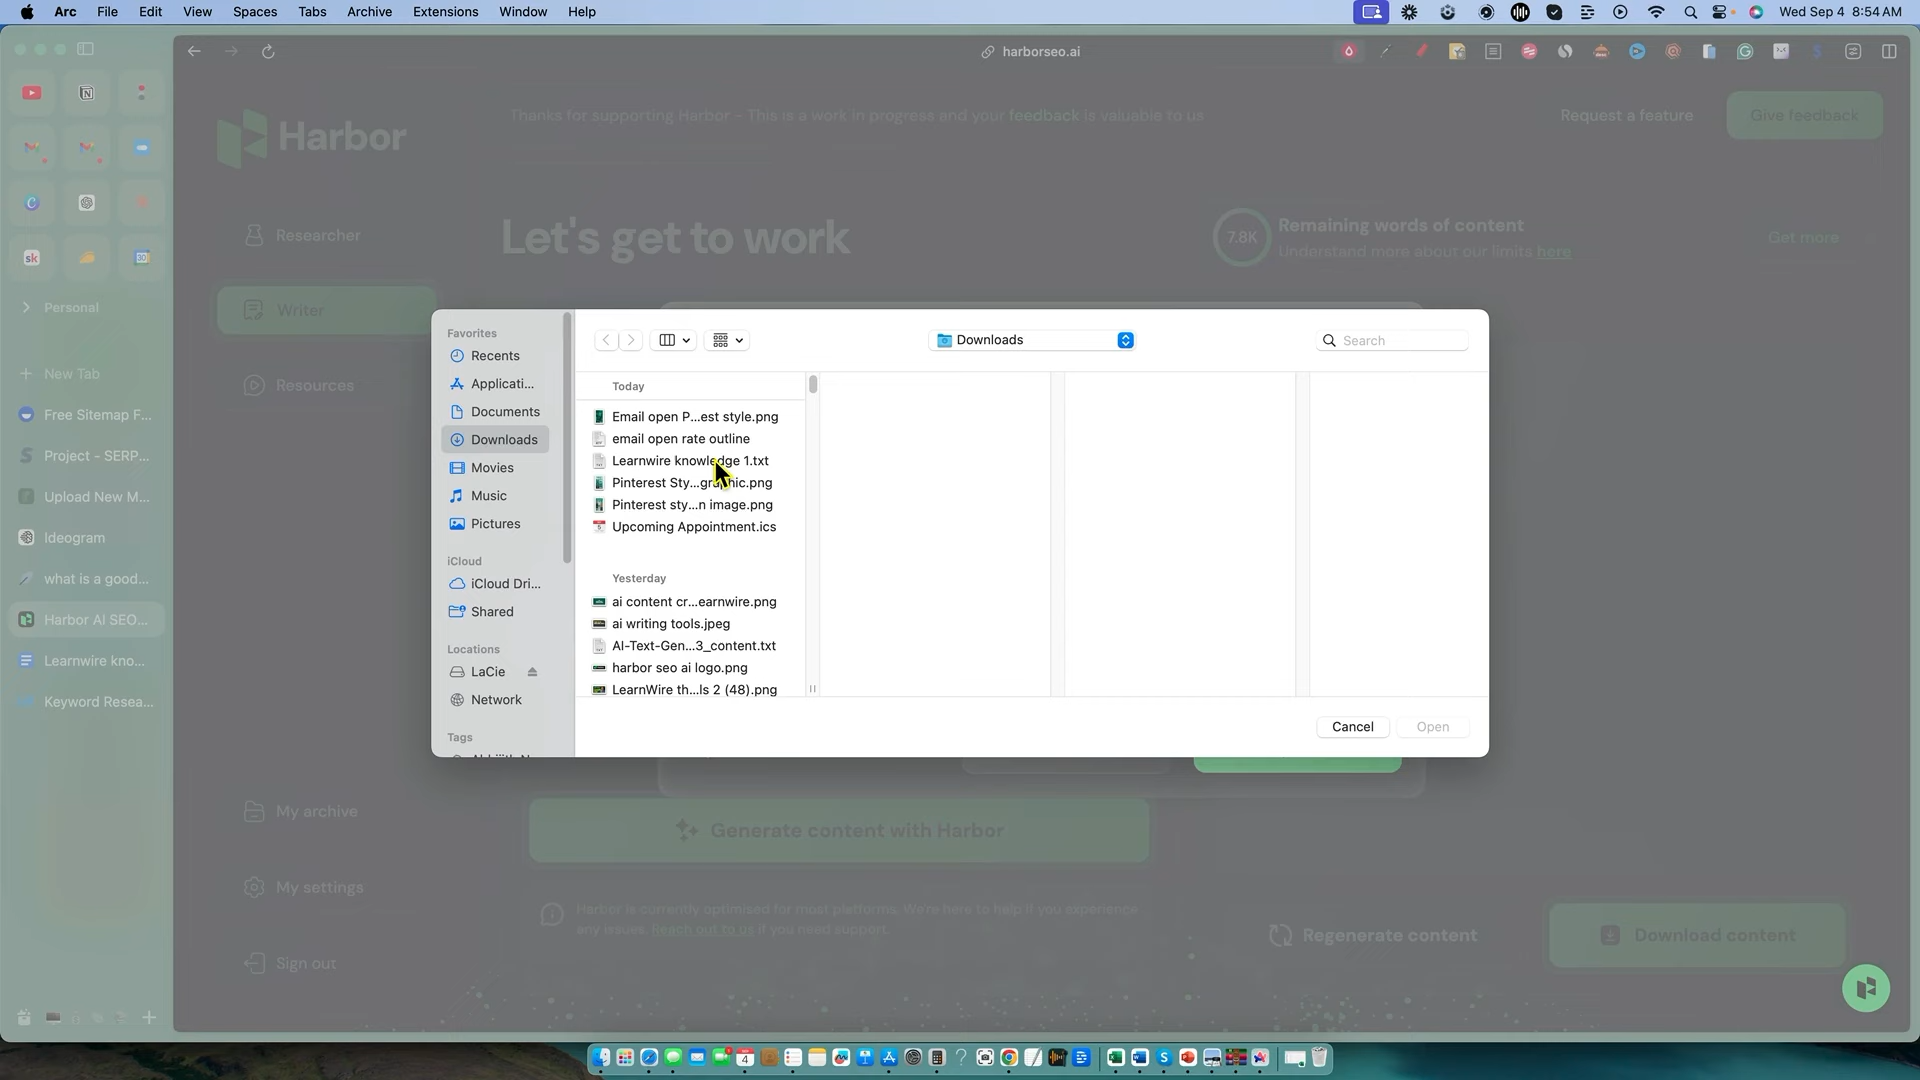 Arc File Edit View Spaces Tabs Archive Extensions Window Help
Wed Sep 4 8:54 AM
harborseo.ai
Harbor
Thanks for supporting Harbor - This is a work in progress and your feedback is valuable to us
Request a feature
Give feedback
Let's get to work
7.8K
Remaining words of content
Understand more about our limits here
Get more
Researcher
Writer
Resources
My archive
My settings
Sign out
sk
30
Personal
New Tab
Free Sitemap F...
Project - SERP...
Upload New M...
Ideogram
what is a good...
Harbor AI SEO...
Learnwire kno...
Keyword Resea...
Favorites
Recents
Applicati...
Documents
Downloads
Movies
Music
Pictures
iCloud
iCloud Dri...
Shared
Locations
LaCie
Network
Tags
Downloads
Search
Today
Email open P...est style.png
email open rate outline
Learnwire knowledge 1.txt
Pinterest Sty...graphic.png
Pinterest sty...n image.png
Upcoming Appointment.ics
Yesterday
ai content cr...earnwire.png
ai writing tools.jpeg
AI-Text-Gen...3_content.txt
harbor seo ai logo.png
LearnWire th...ls 2 (48).png
Cancel
Open
Generate content with Harbor
Harbor is currently optimised for most platforms. We're here to help if you experience
any issues. Reach out to us if you need support.
Regenerate content
Download content